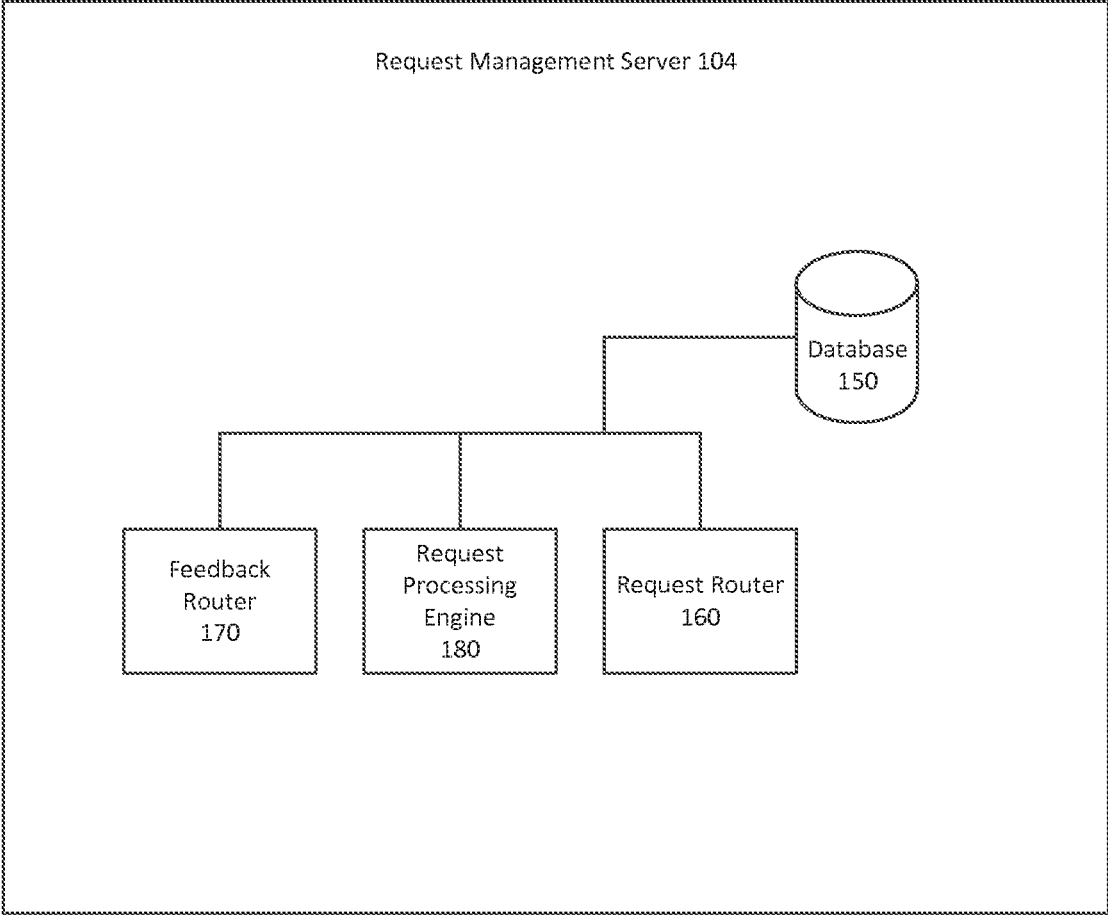 Request Management Server 104
Database
150
Feedback
Router
170
Request
Processing
Engine
180
Request Router
160